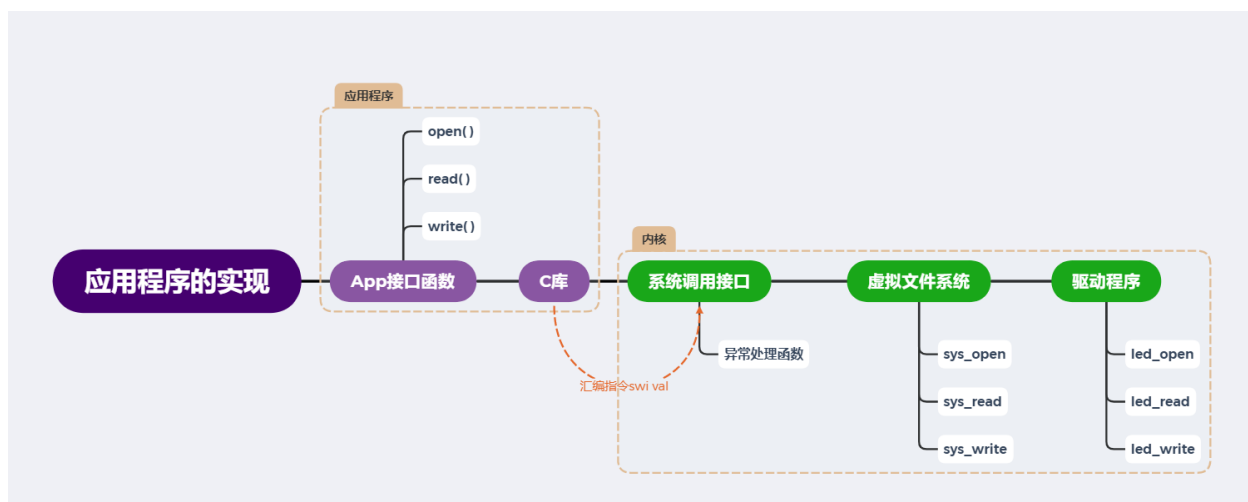 应用程序
open( )
read( )
write( )
应用程序的实现
App接口函数
C库
内核
系统调用接口
虚拟文件系统
驱动程序
异常处理函数
汇编指令swi val
sys_open
sys_read
sys_write
led_open
led_read
led_write